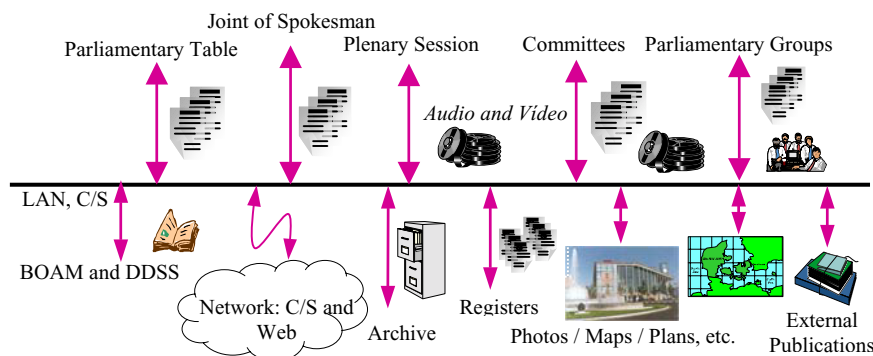 Joint of Spokesman
Parliamentary Table
Plenary Session
Committees
Parliamentary Groups
Audio and Vídeo
LAN, C/S
BOAM and DDSS
Network: C/S and
Web
Archive
Registers
Photos / Maps / Plans, etc.
External
Publications